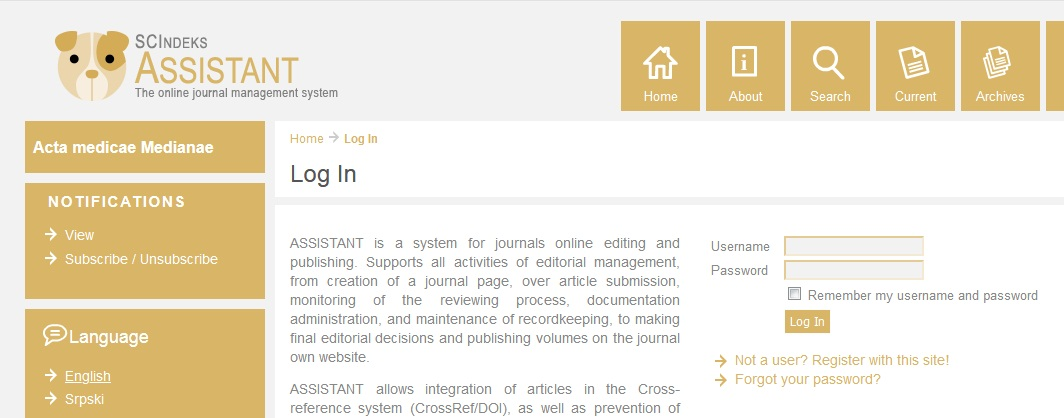 SCINDEKS
ASSISTANT
The online journal management system
Home
About
Search
Current
Archives
Acta medicae Medianae
NOTIFICATIONS
View
Subscribe / Unsubscribe
Language
English
Srpski
Home
Log In
Log In
ASSISTANT is a system for journals online editing and
publishing. Supports all activities of editorial management,
from creation of a journal page, over article submission,
monitoring of the reviewing process, documentation
administration, and maintenance of recordkeeping, to making
final editorial decisions and publishing volumes on the journal
own website.
ASSISTANT allows integration of articles in the Cross-
reference system (CrossRef/DOI), as well as prevention of
Username
Password
Remember my username and password
Log In
Not a user? Register with this site!
Forgot your password?